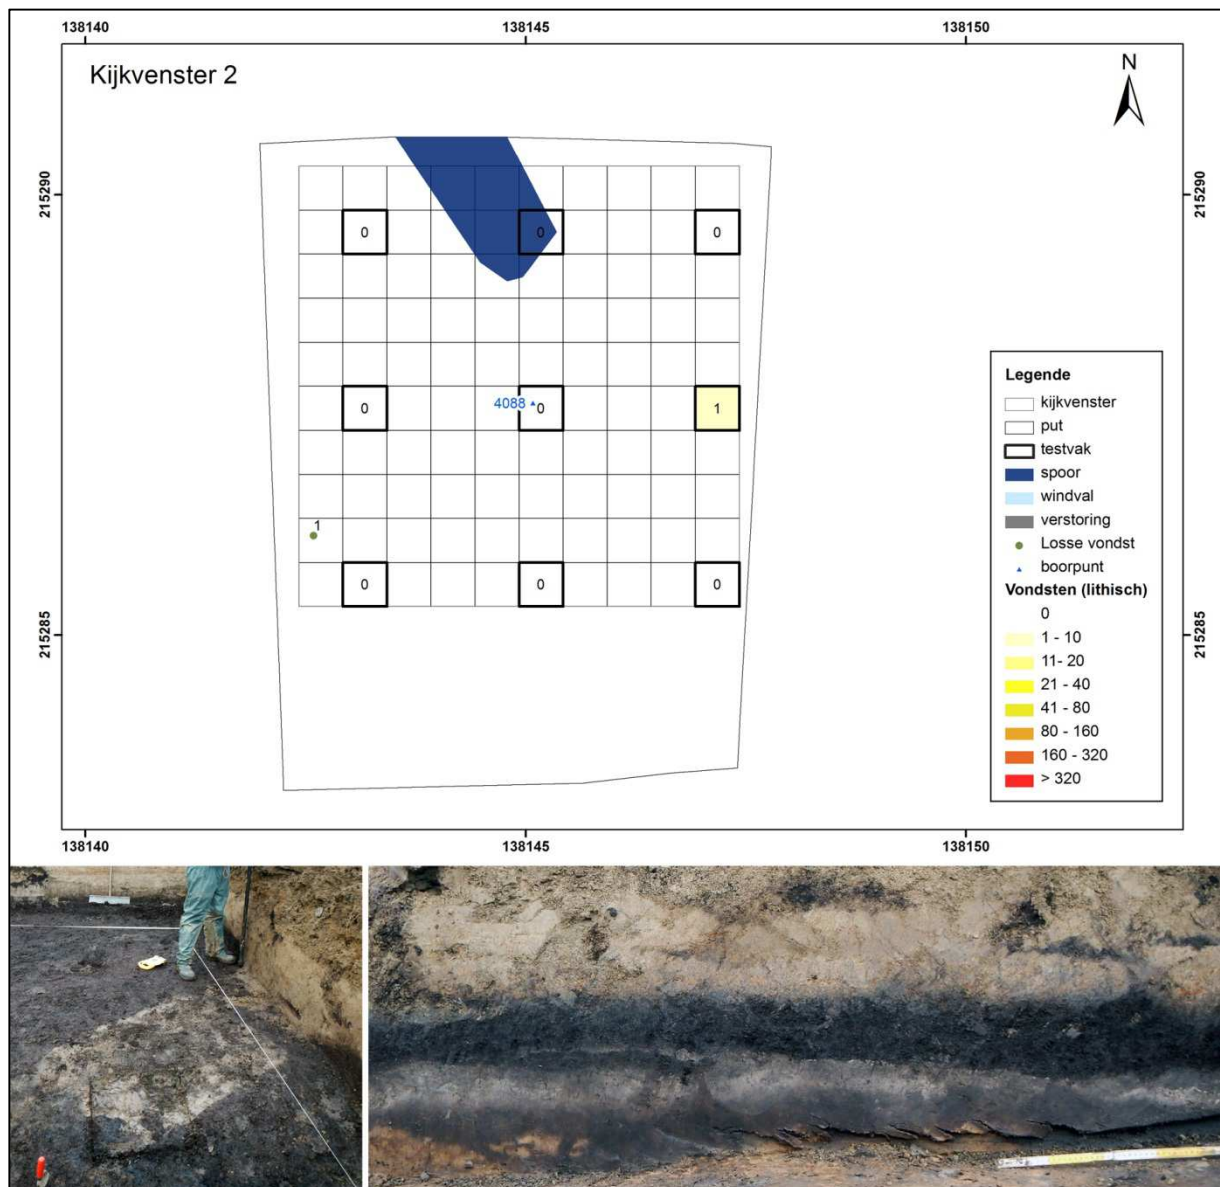 138140 138145 138150
Kijkvenster 2
N
215290 215290
0 0 0
4088 0 0 1
1
0 0 0
215285 215285
Legende
kijkvenster
put
testvak
spoor
windval
verstoring
Losse vondst
boorpunt
Vondsten (lithisch)
0
1 - 10
11- 20
21 - 40
41 - 80
80 - 160
160 - 320
> 320
138140 138145 138150